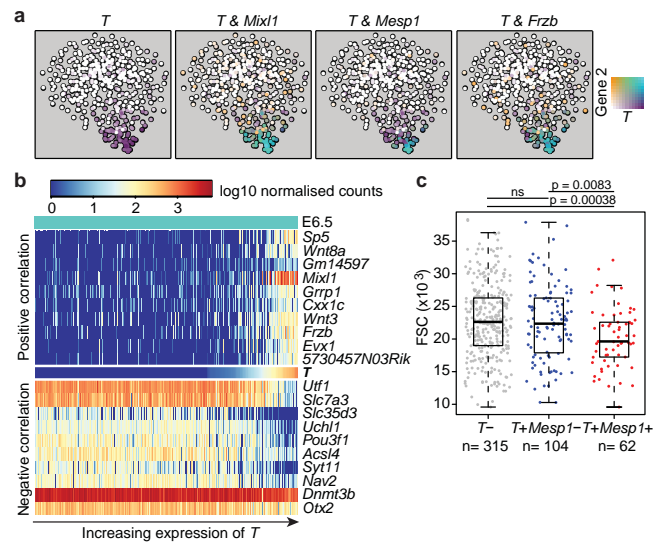 a
T
T & Mixl1
T & Mesp1
T & Frzb
Gene 2
T
b
0 1 2 3
log10 normalised counts
E6.5
Positive correlation
Sp5
Wnt8a
Gm14597
Mixl1
Grrp1
Cxx1c
Wnt3
Frzb
Evx1
5730457N03Rik
T
Negative correlation
Utf1
Slc7a3
Slc35d3
Uchl1
Pou3f1
Acsl4
Syt11
Nav2
Dnmt3b
Otx2
Increasing expression of T
c
p = 0.0083
ns
p = 0.00038
FSC (x10 3)
35
30
25
20
15
10
T− T+Mesp1− T+Mesp1+
n= 315 n= 104 n= 62